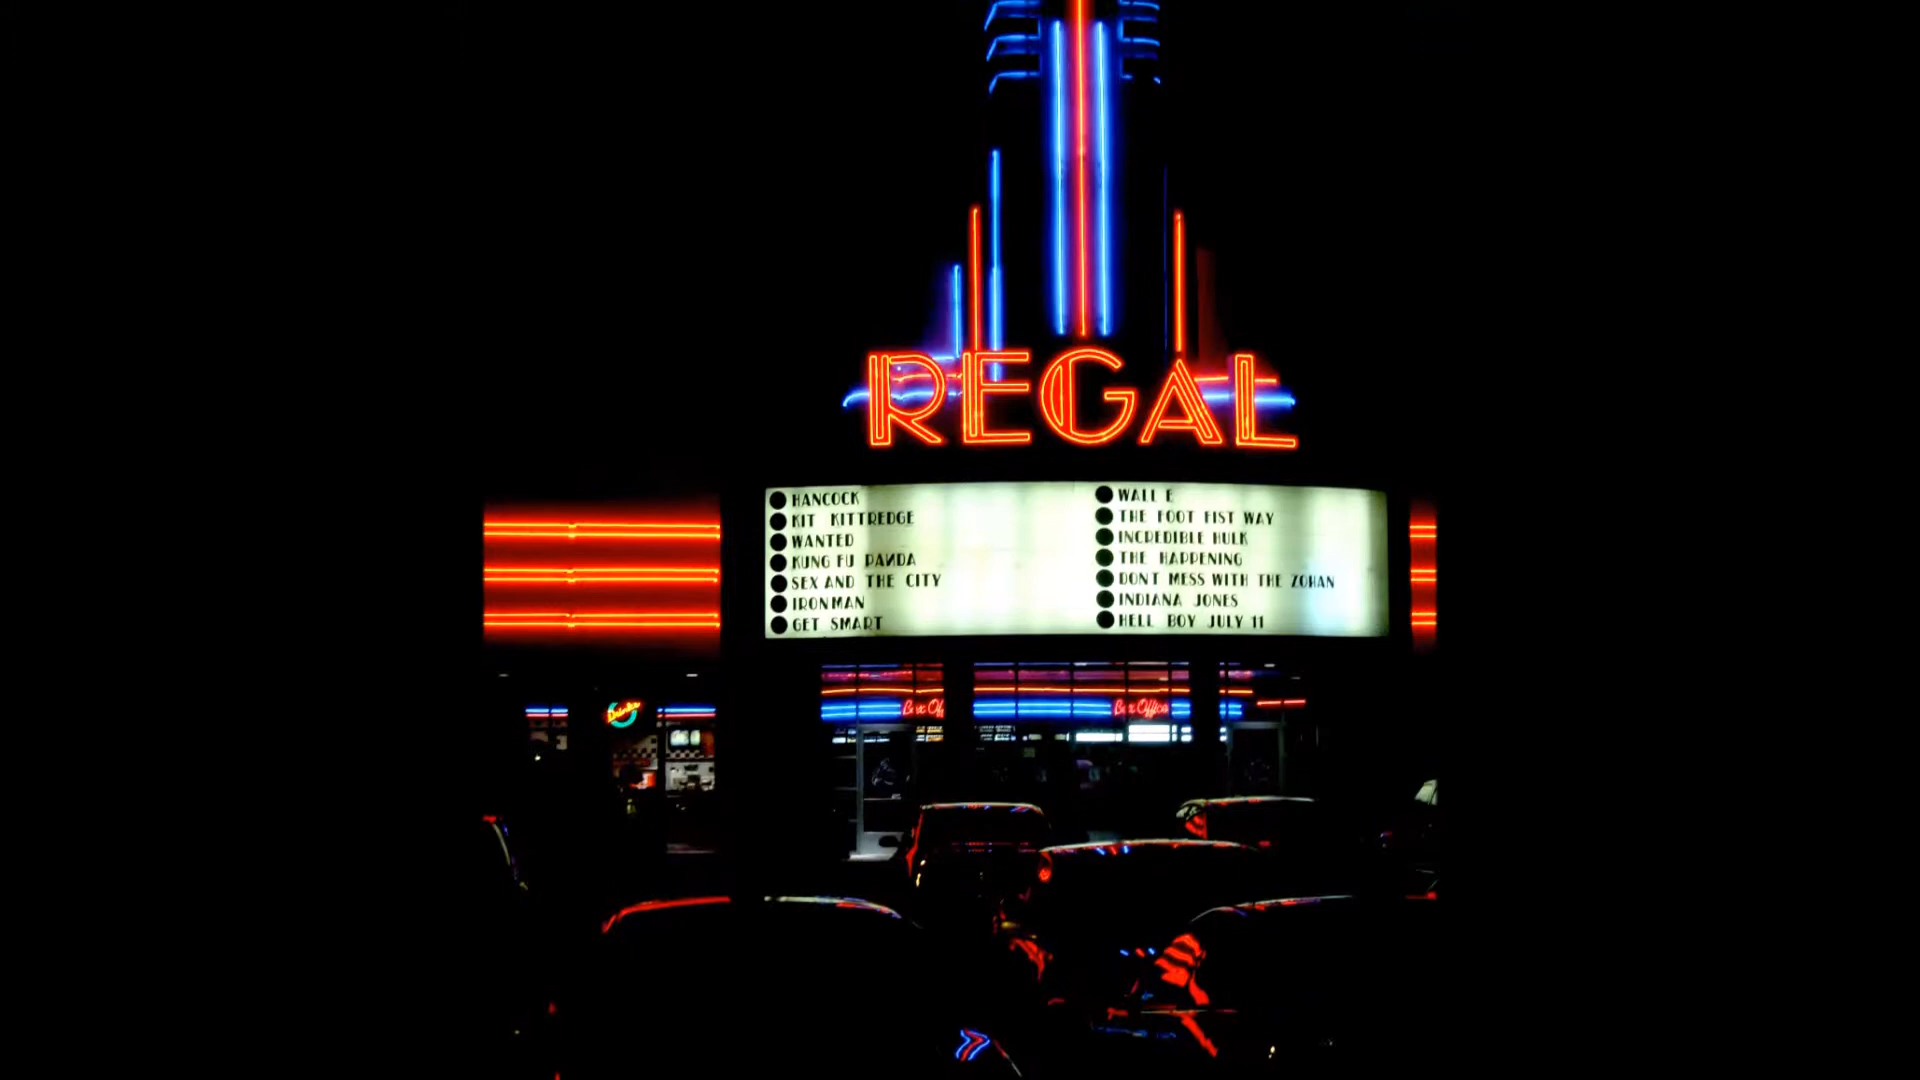 REGAL
HANCOCK
KIT KITTREDGE
WANTED
KUNG FU PANDA
SEX AND THE CITY
IRONMAN
GET SMART
WALL E
THE FOOT FIST WAY
INCREDIBLE HULK
THE HAPPENING
DONT MESS WITH THE ZOHAN
INDIANA JONES
HELL BOY JULY 11
Box Of
Box Office